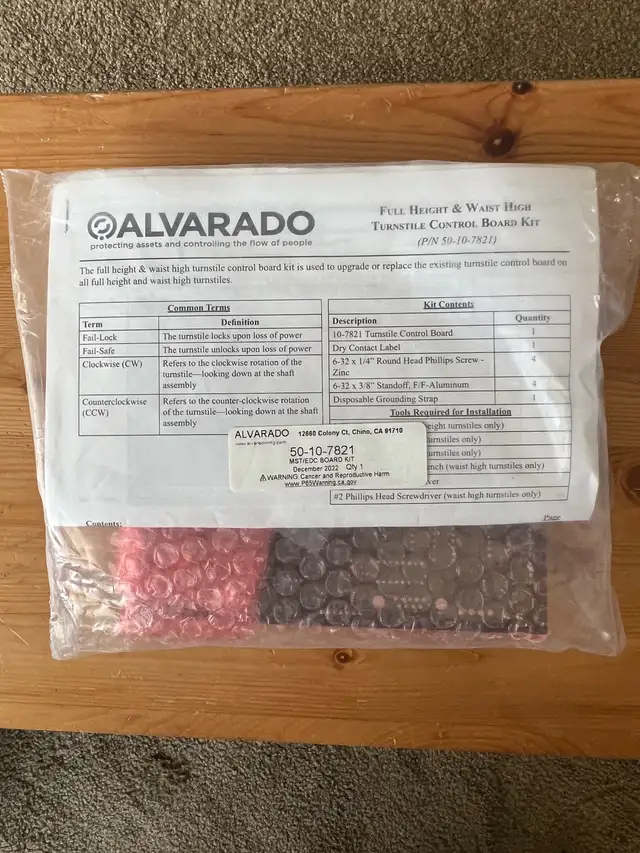 ALVARADO
protecting assets and controlling the flow of people
FULL HEIGHT & WAIST HIGH
TURNSTILE CONTROL BOARD KIT
(P/N 50-10-7821)
The full height & waist high turnstile control board kit is used to upgrade or replace the existing turnstile control board on
all full height and waist high turnstiles.
Common Terms
Term Definition
Fail-Lock The turnstile locks upon loss of power
Fail-Safe The turnstile unlocks upon loss of power
Clockwise (CW) Refers to the clockwise rotation of the
turnstile—looking down at the shaft
assembly
Counterclockwise Refers to the counter-clockwise rotation
(CCW) of the turnstile—looking down at the shaft
assembly
Kit Contents
Description Quantity
10-7821 Turnstile Control Board 1
Dry Contact Label 1
6-32 x 1/4" Round Head Phillips Screw - 4
Zinc
6-32 x 3/8" Standoff, F/F-Aluminum 4
Disposable Grounding Strap 1
Tools Required for Installation
height turnstiles only)
turnstiles only)
turnstiles only)
(waist high turnstiles only)
#2 Phillips Head Screwdriver (waist high turnstiles only)
ALVARADO 12660 Colony Ct, Chino, CA 91710
50-10-7821
MST/EDC BOARD KIT
December 2022 Qty 1
⚠WARNING Cancer and Reproductive Harm
www.P65Warning.ca.gov
Contents:
Page